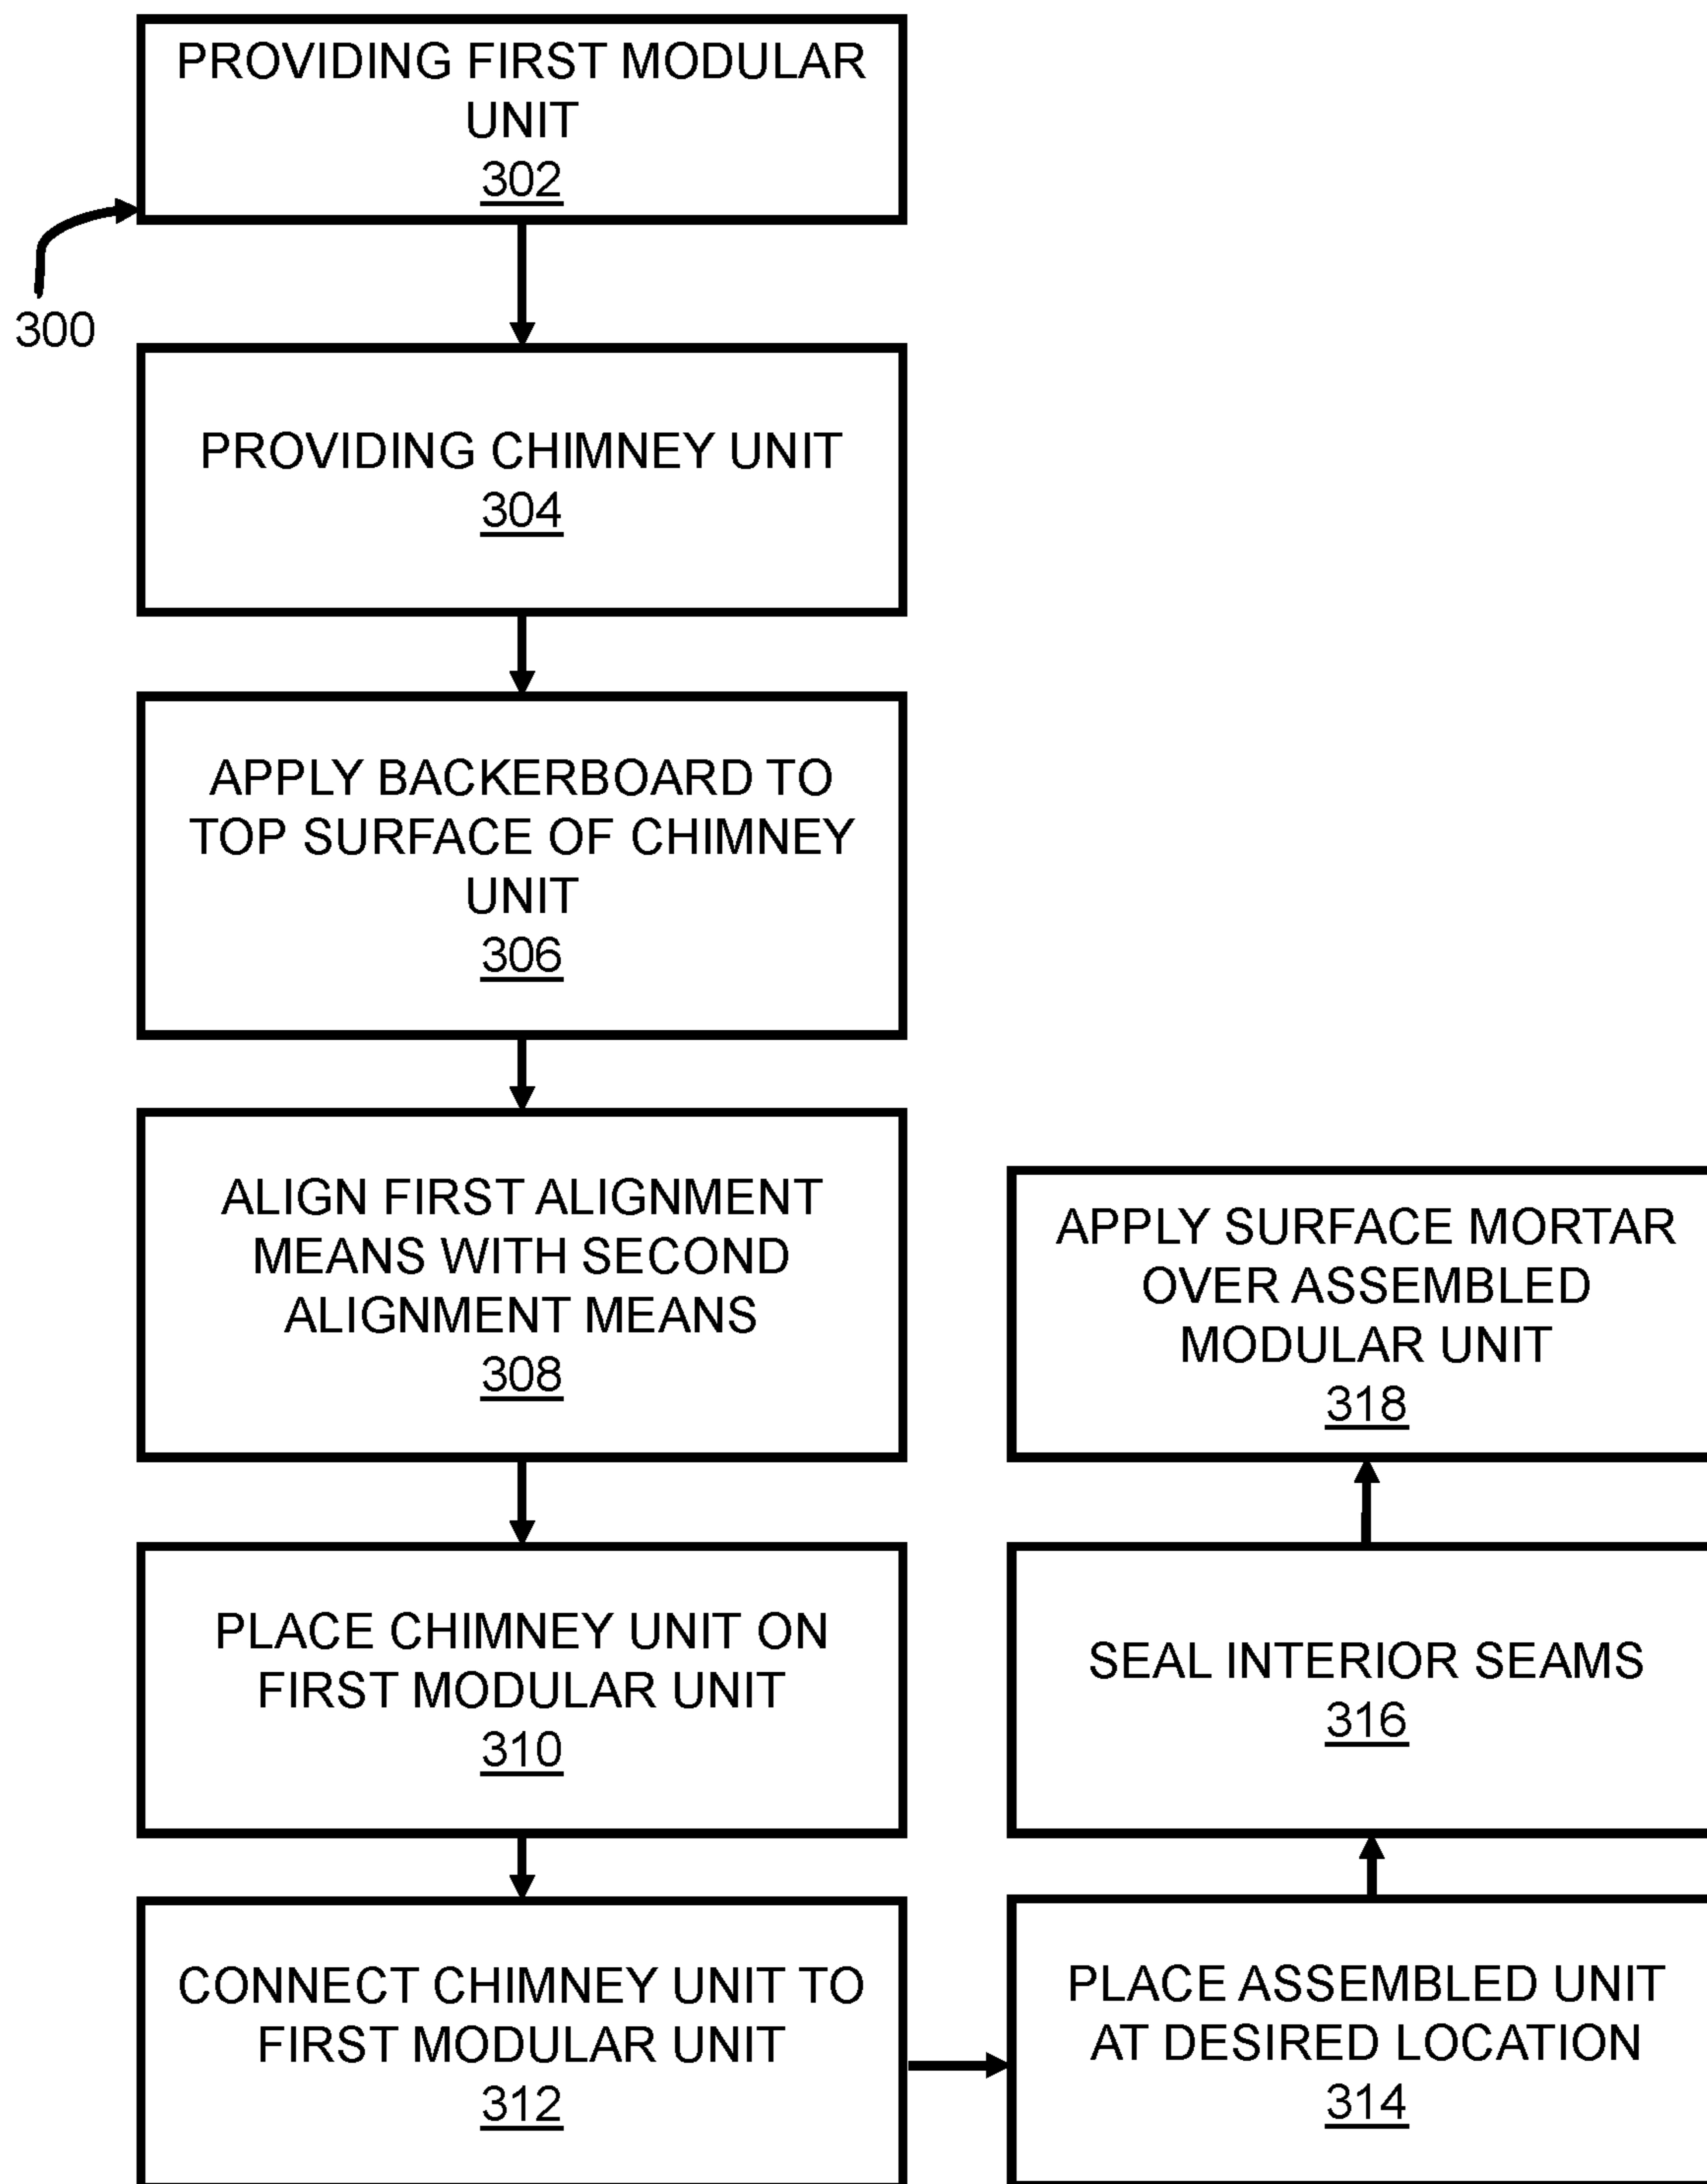 PROVIDING FIRST MODULAR
UNIT
302
300
PROVIDING CHIMNEY UNIT
304
APPLY BACKERBOARD TO
TOP SURFACE OF CHIMNEY
UNIT
306
ALIGN FIRST ALIGNMENT
MEANS WITH SECOND
ALIGNMENT MEANS
308
PLACE CHIMNEY UNIT ON
FIRST MODULAR UNIT
310
CONNECT CHIMNEY UNIT TO
FIRST MODULAR UNIT
312
PLACE ASSEMBLED UNIT
AT DESIRED LOCATION
314
SEAL INTERIOR SEAMS
316
APPLY SURFACE MORTAR
OVER ASSEMBLED
MODULAR UNIT
318